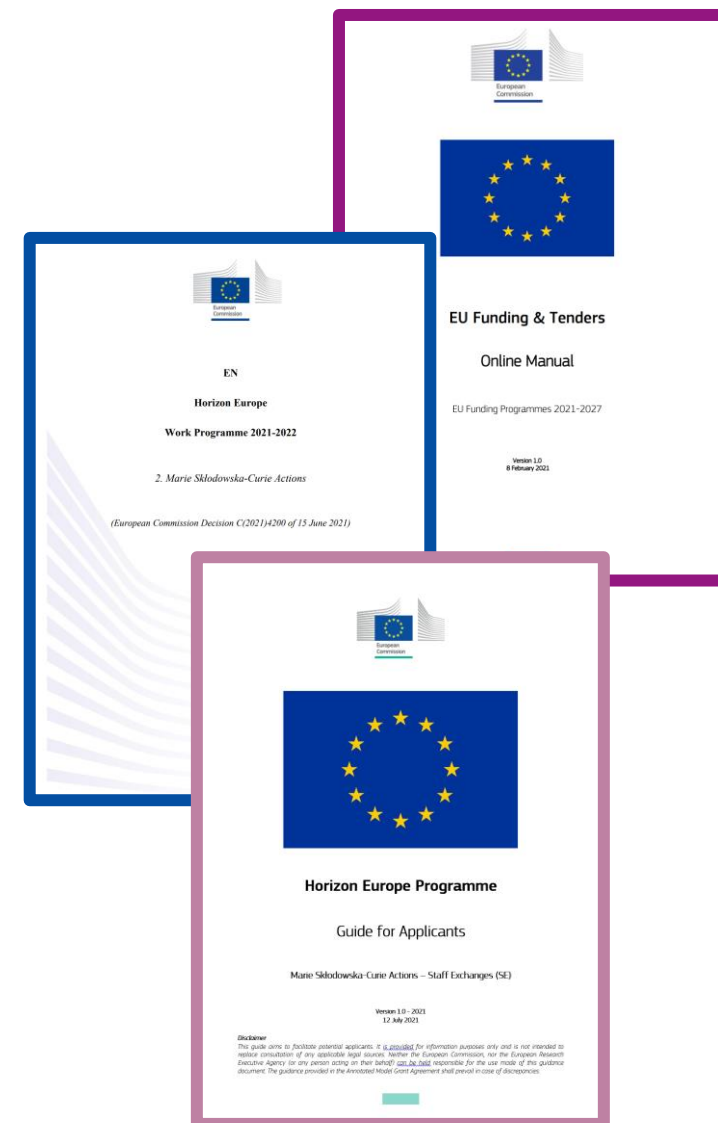 European
Commission
EU Funding & Tenders
Online Manual
EU Funding Programmes 2021-2027
Version 1.0
8 February 2021
European
Commission
EN
Horizon Europe
Work Programme 2021-2022
2. Marie Skłodowska-Curie Actions
(European Commission Decision C(2021)4200 of 15 June 2021)
European
Commission
Horizon Europe Programme
Guide for Applicants
Marie Skłodowska-Curie Actions – Staff Exchanges (SE)
Version 1.0 – 2021
12 July 2021
Disclaimer
This guide aims to facilitate potential applicants. It is provided for information purposes only and is not intended to
replace consultation of any applicable legal sources. Neither the European Commission, nor the European Research
Executive Agency (or any person acting on their behalf) can be held responsible for the use made of this guidance
document. The guidance provided in the Annotated Model Grant Agreement shall prevail in case of discrepancies.